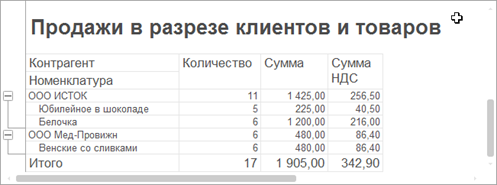 Продажи в разрезе клиентов и товаров
Контрагент Количество Сумма Сумма НДС
Номенклатура
ООО ИСТОК 11 1 425,00 256,50
Юбилейное в шоколаде 5 225,00 40,50
Белочка 6 1 200,00 216,00
ООО Мед-Провижн 6 480,00 86,40
Венские со сливками 6 480,00 86,40
Итого 17 1 905,00 342,90